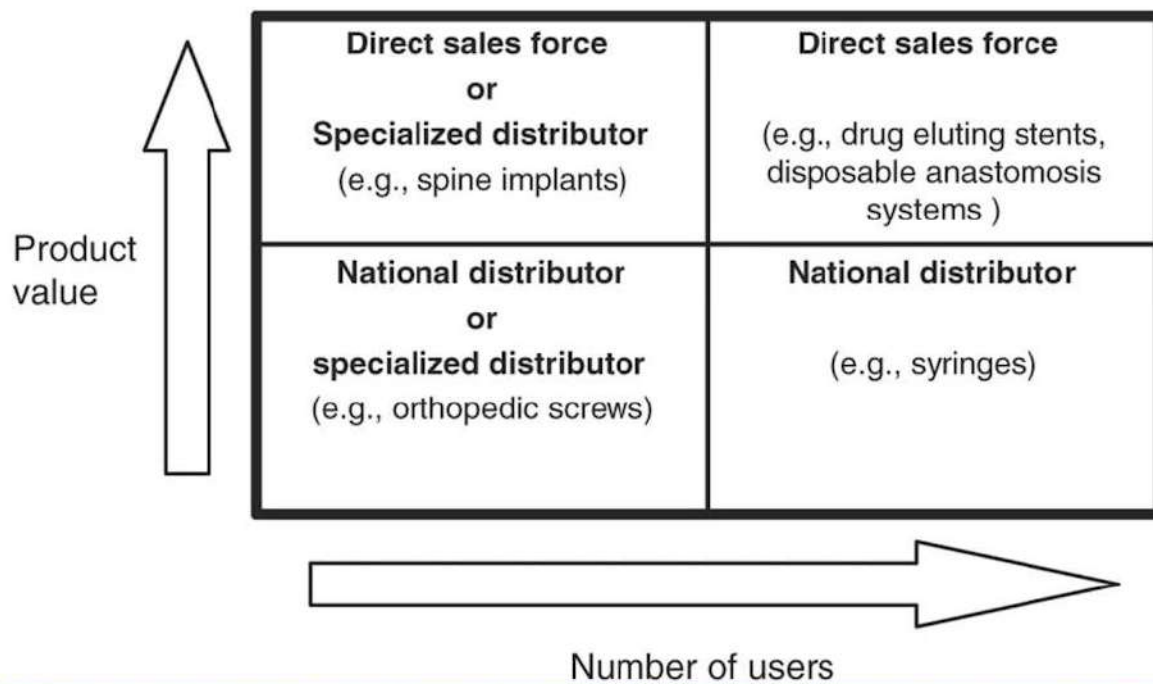 Direct sales force
or
Specialized distributor
(e.g., spine implants)
Direct sales force
(e.g., drug eluting stents,
disposable anastomosis
systems )
Product
value
National distributor
or
specialized distributor
(e.g., orthopedic screws)
National distributor
(e.g., syringes)
Number of users